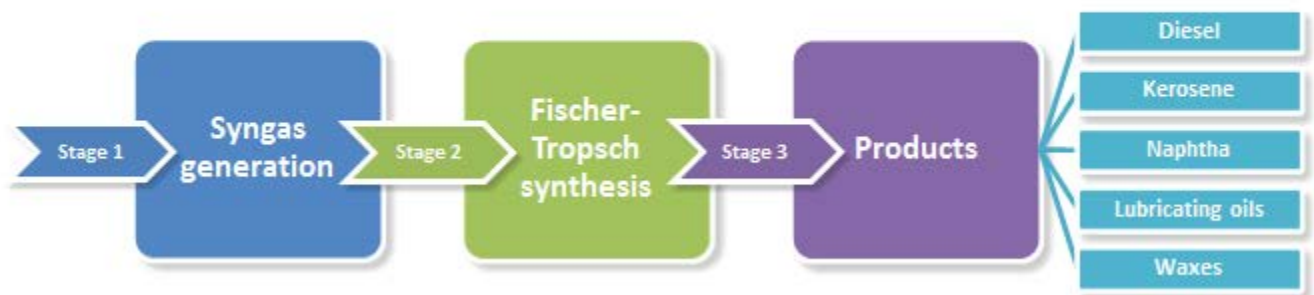 Stage 1
Syngas
generation
Stage 2
Fischer-
Tropsch
synthesis
Stage 3
Products
Diesel
Kerosene
Naphtha
Lubricating oils
Waxes